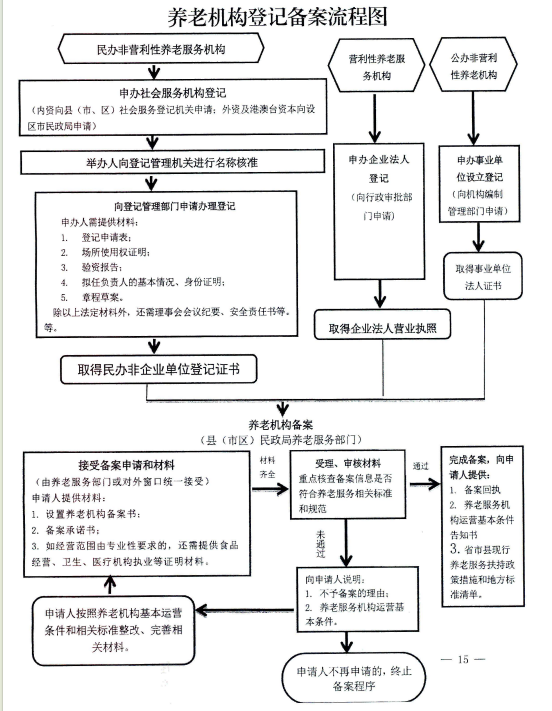 养老机构登记备案流程图
民办非营利性养老服务机构
申办社会服务机构登记
（内资向县（市、区）社会服务登记机关申请；外资及港澳台资本向设
区市民政局申请）
举办人向登记管理机关进行名称核准
向登记管理部门申请办理登记
申办人需提供材料：
1. 登记申请表；
2. 场所使用权证明；
3. 验资报告；
4. 拟任负责人的基本情况、身份证明；
5. 章程草案。
除以上法定材料外，还需理事会会议纪要、安全责任书等。
等。
取得民办非企业单位登记证书
营利性养老服
务机构
申办企业法人
登记
（向行政审批部
门申请）
取得企业法人营业执照
公办非营利
性养老机构
申办事业单
位设立登记
（向机构编制
管理部门申请）
取得事业单位
法人证书
养老机构备案
（县（市区）民政局养老服务部门）
接受备案申请和材料
（由养老服务部门或对外窗口统一接受）
申请人提供材料：
1. 设置养老机构备案书；
2. 备案承诺书；
3. 如经营范围由专业性要求的，还需提供食品
经营、卫生、医疗机构执业等证明材料。
材料
齐全
受理、审核材料
重点核查备案信息是否
符合养老服务相关标准
和规范
通过
完成备案，向申
请人提供：
1. 备案回执
2. 养老服务机
构运营基本条件
告知书
3. 省市县现行
养老服务扶持政
策措施和地方标
准清单。
未通过
向申请人说明：
1. 不予备案的理由；
2. 养老服务机构运营基
本条件。
申请人按照养老机构基本运营
条件和相关标准整改、完善相
关材料。
申请人不再申请的，终止
备案程序
— 15 —